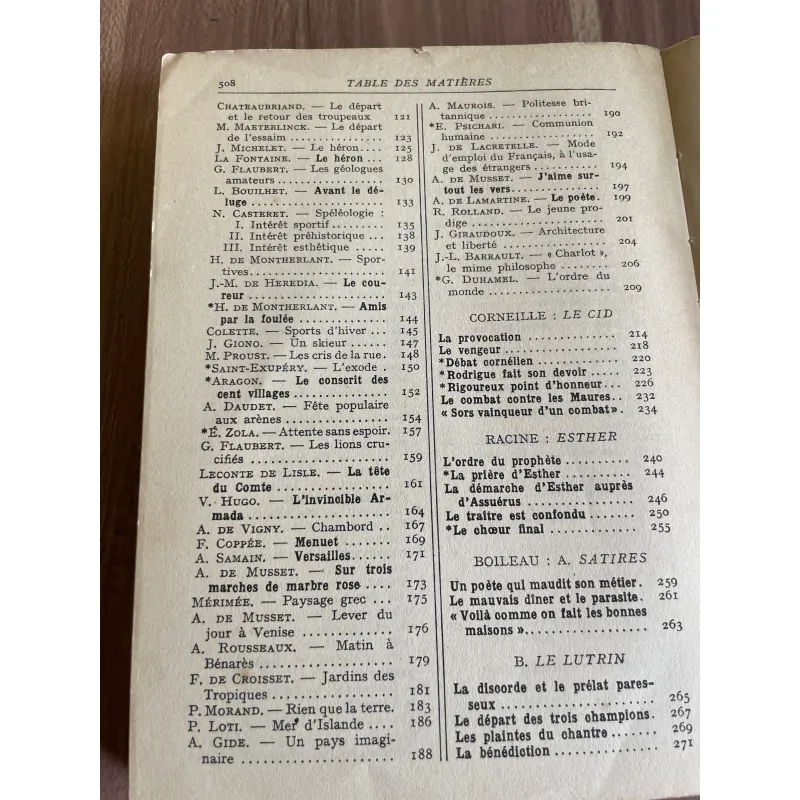 508
TABLE DES MATIÈRES
CHATEAUBRIAND. — Le départ
et le retour des troupeaux 121
M. MAETERLINCK. — Le départ
de l'essaim ................ 123
J. MICHELET. — Le héron.... 125
LA FONTAINE. — Le héron ... 128
G. FLAUBERT. — Les géologues
amateurs .................. 130
L. BOUILHET. — Avant le dé-
luge ...................... 133
N. CASTERET. — Spéléologie :
I. Intérêt sportif......... 135
II. Intérêt préhistorique ... 138
III. Intérêt esthétique .... 139
H. DE MONTHERLANT. — Spor-
tives...................... 141
J.-M. DE HEREDIA. — Le cou-
reur ...................... 143
*H. DE MONTHERLANT. — Amis
par la foulée .............. 144
COLETTE. — Sports d'hiver ... 145
J. GIONO. — Un skieur ...... 147
M. PROUST. — Les cris de la rue. 148
*SAINT-EXUPÉRY. — L'exode . 150
*ARAGON. — Le conscrit des
cent villages ............... 152
A. DAUDET. — Fête populaire
aux arènes ................ 154
*É. ZOLA. — Attente sans espoir. 157
G. FLAUBERT. — Les lions cru-
cifiés ..................... 159
LECONTE DE LISLE. — La tête
du Comte ................. 161
V. HUGO. — L'invincible Ar-
mada ..................... 164
A. DE VIGNY. — Chambord .. 167
F. COPPÉE. — Menuet ....... 169
A. SAMAIN. — Versailles...... 171
A. DE MUSSET. — Sur trois
marches de marbre rose .... 173
MÉRIMÉE. — Paysage grec ... 175
A. DE MUSSET. — Lever du
jour à Venise ............. 176
A. ROUSSEAUX. — Matin à
Bénarès ................... 179
F. DE CROISSET. — Jardins des
Tropiques ................. 181
P. MORAND. — Rien que la terre. 183
P. LOTI. — Mer d'Islande .... 186
A. GIDE. — Un pays imagi-
naire ..................... 188
A. MAUROIS. — Politesse bri-
tannique .................. 190
*E. PSICHARI. — Communion
humaine .................. 192
J. DE LACRETELLE. — Mode
d'emploi du Français, à l'usa-
ge des étrangers ........... 194
A. DE MUSSET. — J'aime sur-
tout les vers............... 197
A. DE LAMARTINE. — Le poète. 199
R. ROLLAND. — Le jeune pro-
dige ...................... 201
J. GIRAUDOUX. — Architecture
et liberté ................. 204
J.-L. BARRAULT. — « Charlot »,
le mime philosophe ........ 206
*G. DUHAMEL. — L'ordre du
monde .................... 209
CORNEILLE : LE CID
La provocation ............. 214
Le vengeur ................. 218
*Débat cornélien ............ 220
*Rodrigue fait son devoir ..... 223
*Rigoureux point d'honneur... 226
Le combat contre les Maures.. 232
« Sors vainqueur d'un combat». 234
RACINE : ESTHER
L'ordre du prophète .......... 240
*La prière d'Esther ........... 244
La démarche d'Esther auprès
d'Assuérus ................. 246
Le traître est confondu ....... 250
*Le chœur final .............. 255
BOILEAU : A. SATIRES
Un poète qui maudit son métier. 259
Le mauvais dîner et le parasite. 261
« Voilà comme on fait les bonnes
maisons ».................. 263
B. LE LUTRIN
La discorde et le prélat pares-
seux ...................... 265
Le départ des trois champions. 267
Les plaintes du chantre ....... 269
La bénédiction ............... 271